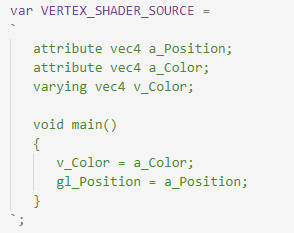 var VERTEX_SHADER_SOURCE =
`
attribute vec4 a_Position;
attribute vec4 a_Color;
varying vec4 v_Color;
void main()
{
v_Color = a_Color;
gl_Position = a_Position;
}
`;